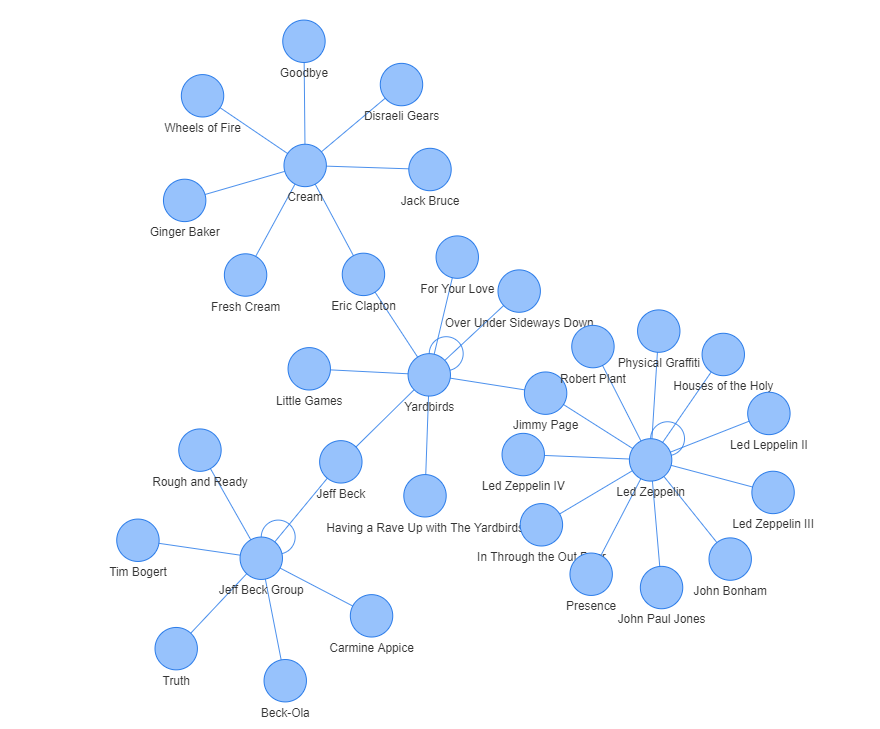 Goodbye
Disraeli Gears
Wheels of Fire
Cream
Jack Bruce
Ginger Baker
Fresh Cream
Eric Clapton
For Your Love
Over Under Sideways Down
Physical Graffiti
Robert Plant
Houses of the Holy
Little Games
Yardbirds
Jimmy Page
Led Leppelin II
Rough and Ready
Jeff Beck
Led Zeppelin IV
Led Zeppelin
Led Zeppelin III
Having a Rave Up with The Yardbirds
In Through the Out
Tim Bogert
Jeff Beck Group
John Bonham
Presence
John Paul Jones
Carmine Appice
Truth
Beck-Ola